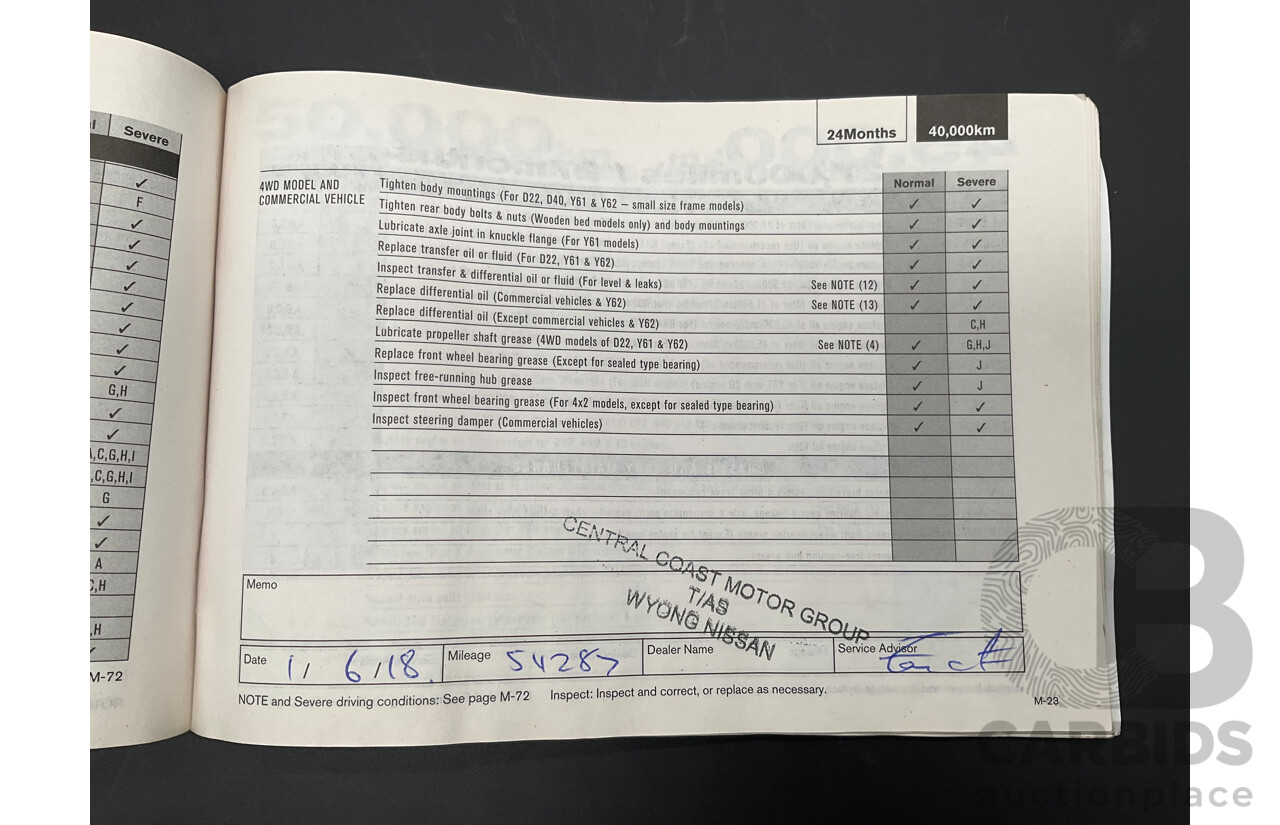 l Severe
✓
F
✓
✓
✓
✓
✓
✓
✓
✓
G,H
✓
✓
A,C,G,H,I
,C,G,H,I
G
✓
✓
A
C,H
,H
✓
M-72
24Months 40,000km
Normal Severe
4WD MODEL AND
COMMERCIAL VEHICLE
Tighten body mountings (For D22, D40, Y61 & Y62 – small size frame models) ✓ ✓
Tighten rear body bolts & nuts (Wooden bed models only) and body mountings ✓ ✓
Lubricate axle joint in knuckle flange (For Y61 models) ✓ ✓
Replace transfer oil or fluid (For D22, Y61 & Y62) ✓ ✓
Inspect transfer & differential oil or fluid (For level & leaks) See NOTE (12) ✓ ✓
Replace differential oil (Commercial vehicles & Y62) See NOTE (13) ✓ ✓
Replace differential oil (Except commercial vehicles & Y62) C,H
Lubricate propeller shaft grease (4WD models of D22, Y61 & Y62) See NOTE (4) ✓ G,H,J
Replace front wheel bearing grease (Except for sealed type bearing) ✓ J
Inspect free-running hub grease ✓ J
Inspect front wheel bearing grease (For 4x2 models, except for sealed type bearing) ✓ ✓
Inspect steering damper (Commercial vehicles) ✓ ✓
CENTRAL COAST MOTOR GROUP
T/AS
WYONG NISSAN
Memo
Date 1/6/18. Mileage 54287 Dealer Name Service Advisor
NOTE and Severe driving conditions: See page M-72 Inspect: Inspect and correct, or replace as necessary.
M-23
CB
CARBIDS
auctionplace